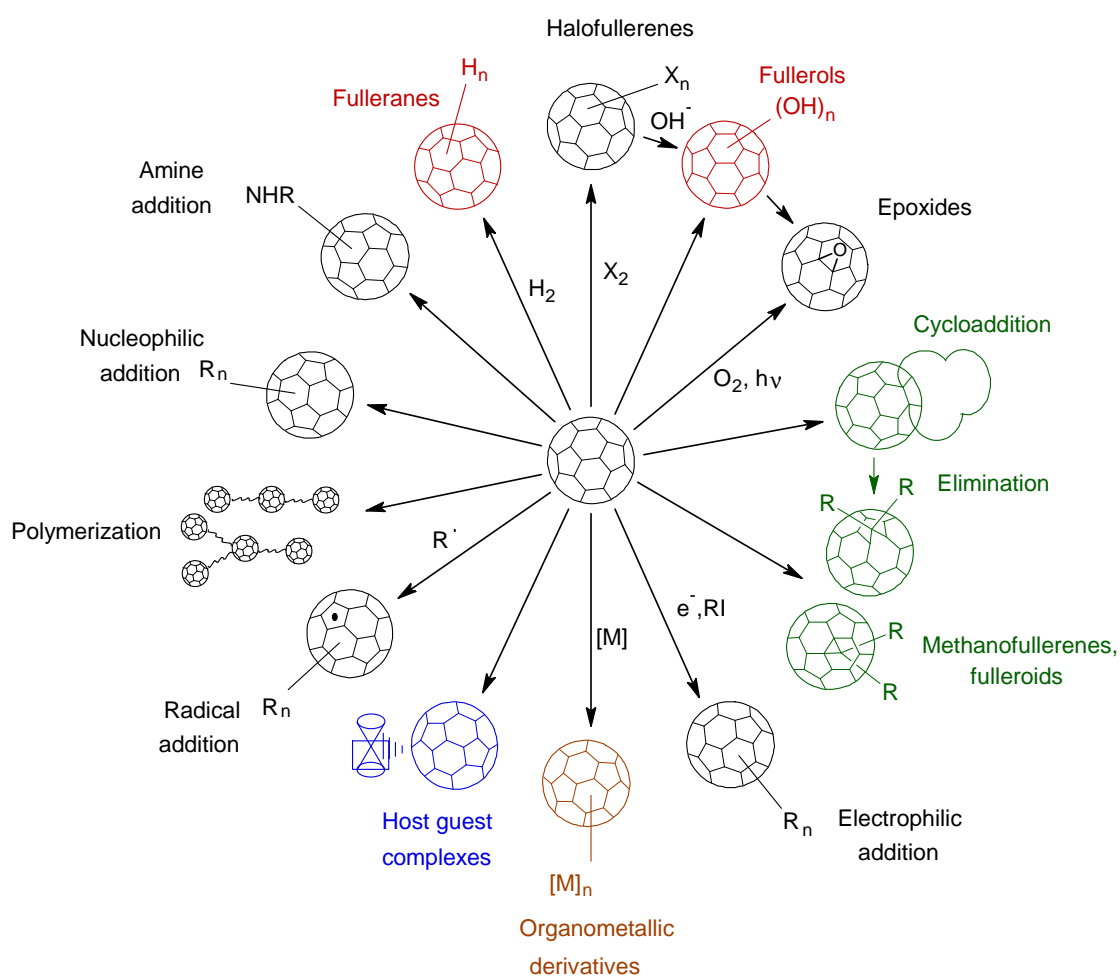 Halofullerenes
Xₙ
Hₙ
Fulleranes
Fullerols
(OH)ₙ
OH⁻
Amine
addition
NHR
Epoxides
O
H₂
X₂
O₂, hν
Cycloaddition
Nucleophilic
addition
Rₙ
Elimination
R
R
Polymerization
R˙
e⁻,RI
[M]
R
R
Methanofullerenes,
fulleroids
Radical
addition
Rₙ
Host guest
complexes
Rₙ
Electrophilic
addition
[M]ₙ
Organometallic
derivatives